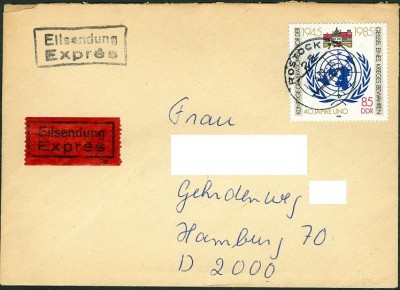 Eilsendung
Exprès
1945
1985
40 JAHRE UNO
85
DDR
ROSTOCK
Eilsendung
Exprès
Frau
Gehrdenweg
Hamburg 70
D 2000